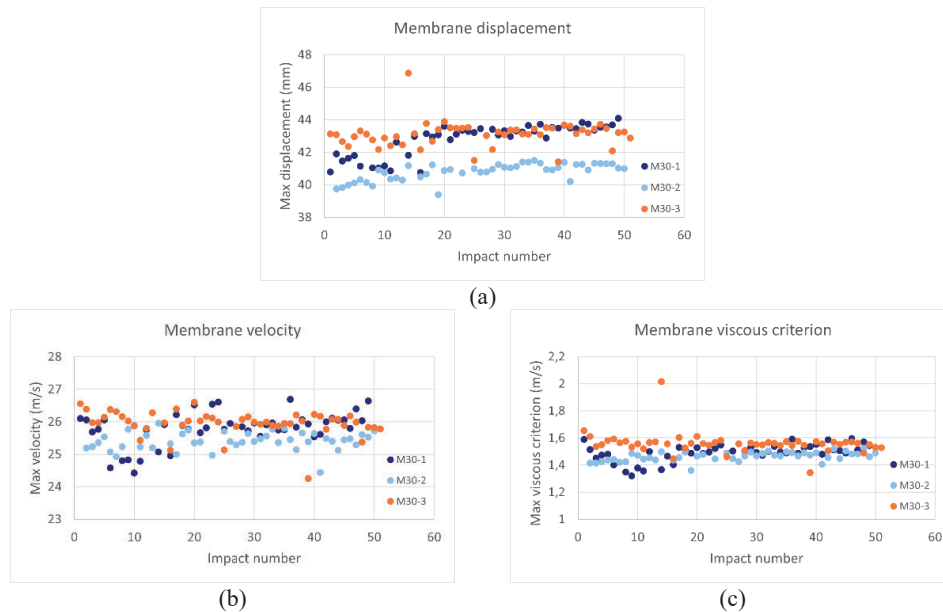 Membrane displacement
Max displacement (mm)
48
46
44
42
40
38
0 10 20 30 40 50 60
Impact number
M30-1
M30-2
M30-3
(a)
Membrane velocity
Max velocity (m/s)
28
27
26
25
24
23
0 10 20 30 40 50 60
Impact number
M30-1
M30-2
M30-3
(b)
Membrane viscous criterion
Max viscous criterion (m/s)
2,2
2
1,8
1,6
1,4
1,2
1
0 10 20 30 40 50 60
Impact number
M30-1
M30-2
M30-3
(c)